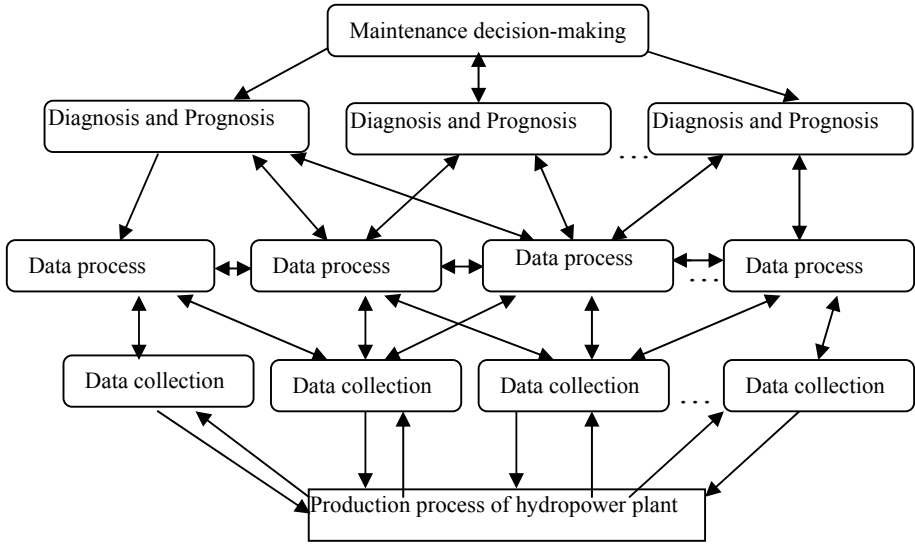 Maintenance decision-making
Diagnosis and Prognosis
Diagnosis and Prognosis
Diagnosis and Prognosis
...
Data process
Data process
Data process
Data process
...
Data collection
Data collection
Data collection
Data collection
...
Production process of hydropower plant